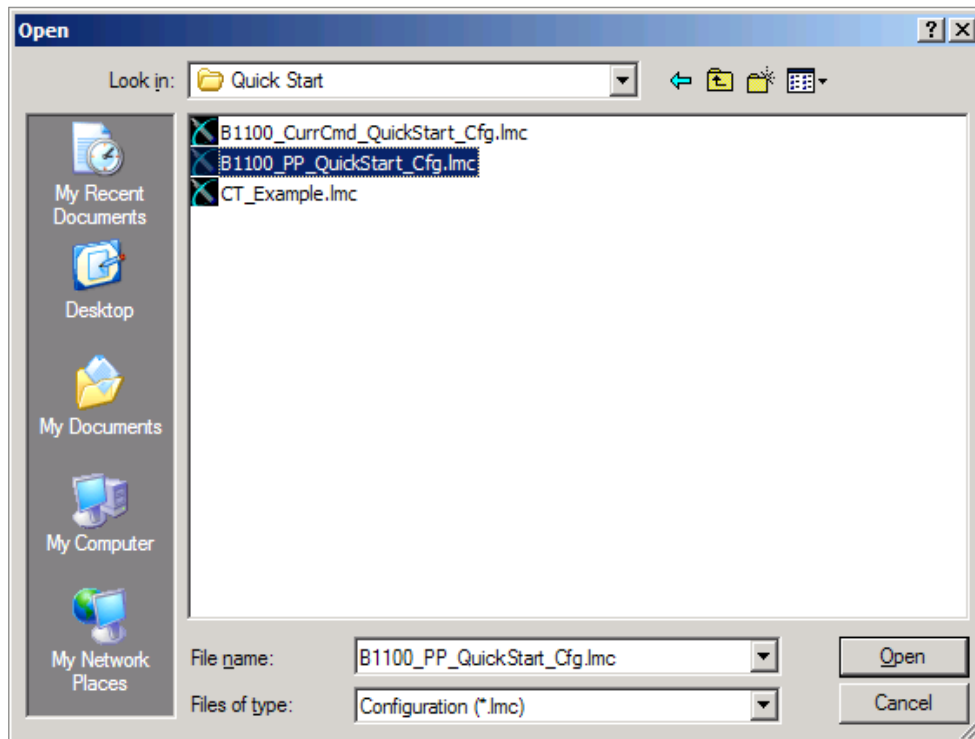 Open
Look in: Quick Start
B1100_CurrCmd_QuickStart_Cfg.lmc
B1100_PP_QuickStart_Cfg.lmc
CT_Example.lmc
My Recent
Documents
Desktop
My Documents
My Computer
My Network
Places
File name: B1100_PP_QuickStart_Cfg.lmc Open
Files of type: Configuration (*.lmc) Cancel